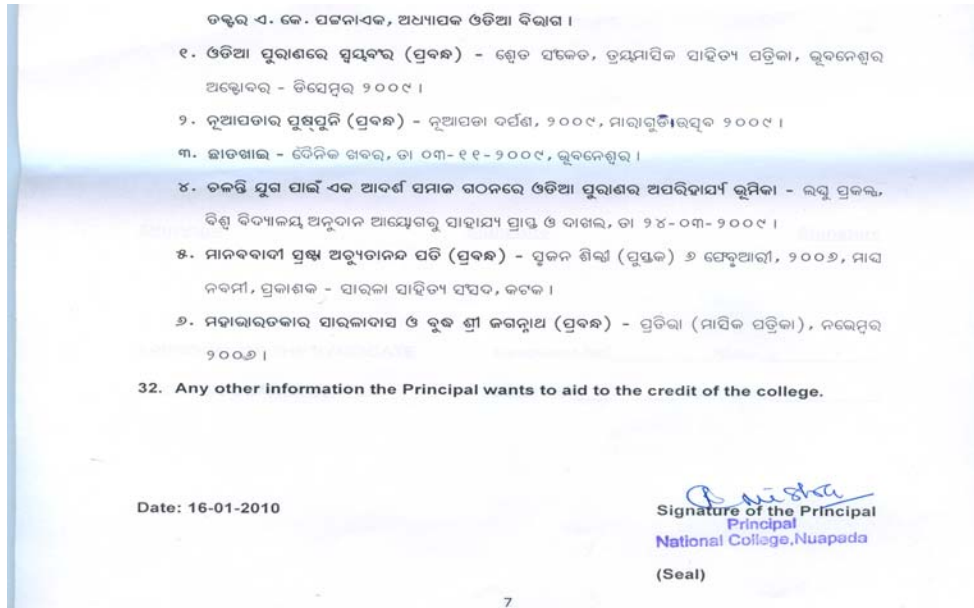 ଡକ୍ଟର ଏ. କେ. ପଟ୍ଟନାଏକ, ଅଧ୍ୟାପକ ଓଡିଆ ବିଭାଗ ।
୧. ଓଡିଆ ପୁରାଣରେ ସ୍ୱୟଂବର (ପ୍ରବନ୍ଧ) – ଶ୍ୱେତ ସଂକେତ, ତ୍ରୟମାସିକ ସାହିତ୍ୟ ପତ୍ରିକା, ଭୁବନେଶ୍ୱର
ଅକ୍ଟୋବର - ଡିସେମ୍ବର ୨୦୦୯ ।
୨. ନୂଆପଡାର ପୁଷ୍‌ପୁନି (ପ୍ରବନ୍ଧ) – ନୂଆପଡା ଦର୍ପଣ, ୨୦୦୯, ମାରାଗୁଡାଉତ୍ସବ ୨୦୦୯ ।
୩. ଛାଡଖାଇ – ଦୈନିକ ଖବର, ତା ୦୩-୧୧-୨୦୦୯, ଭୁବନେଶ୍ୱର ।
୪. ଚଳନ୍ତି ଯୁଗ ପାଇଁ ଏକ ଆଦର୍ଶ ସମାଜ ଗଠନରେ ଓଡିଆ ପୁରାଣର ଅପରିହାର୍ଯ୍ୟ ଭୂମିକା – ଲଘୁ ପ୍ରକଳ୍ପ,
ବିଶ୍ୱ ବିଦ୍ୟାଳୟ ଅନୁଦାନ ଆୟୋଗରୁ ସାହାଯ୍ୟ ପ୍ରାପ୍ତ ଓ ଦାଖଲ, ତା ୨୪-୦୩-୨୦୦୯ ।
୫. ମାନବବାଦୀ ସ୍ରଷ୍ଟା ଅଚ୍ୟୁତାନନ୍ଦ ପତି (ପ୍ରବନ୍ଧ) – ସୃଜନ ଶିଳ୍ପୀ (ପୁସ୍ତକ) ୬ ଫେବୃଆରୀ, ୨୦୦୬, ମାଘ
ନବମୀ, ପ୍ରକାଶକ – ସାରଳା ସାହିତ୍ୟ ସଂସଦ, କଟକ ।
୬. ମହାଭାରତକାର ସାରଳାଦାସ ଓ ବୁଦ୍ଧ ଶ୍ରୀ ଜଗନ୍ନାଥ (ପ୍ରବନ୍ଧ) – ପ୍ରତିଭା (ମାସିକ ପତ୍ରିକା), ନଭେମ୍ବର
୨୦୦୬ ।
32. Any other information the Principal wants to aid to the credit of the college.
Date: 16-01-2010
Signature of the Principal
Principal
National College,Nuapada
(Seal)
7